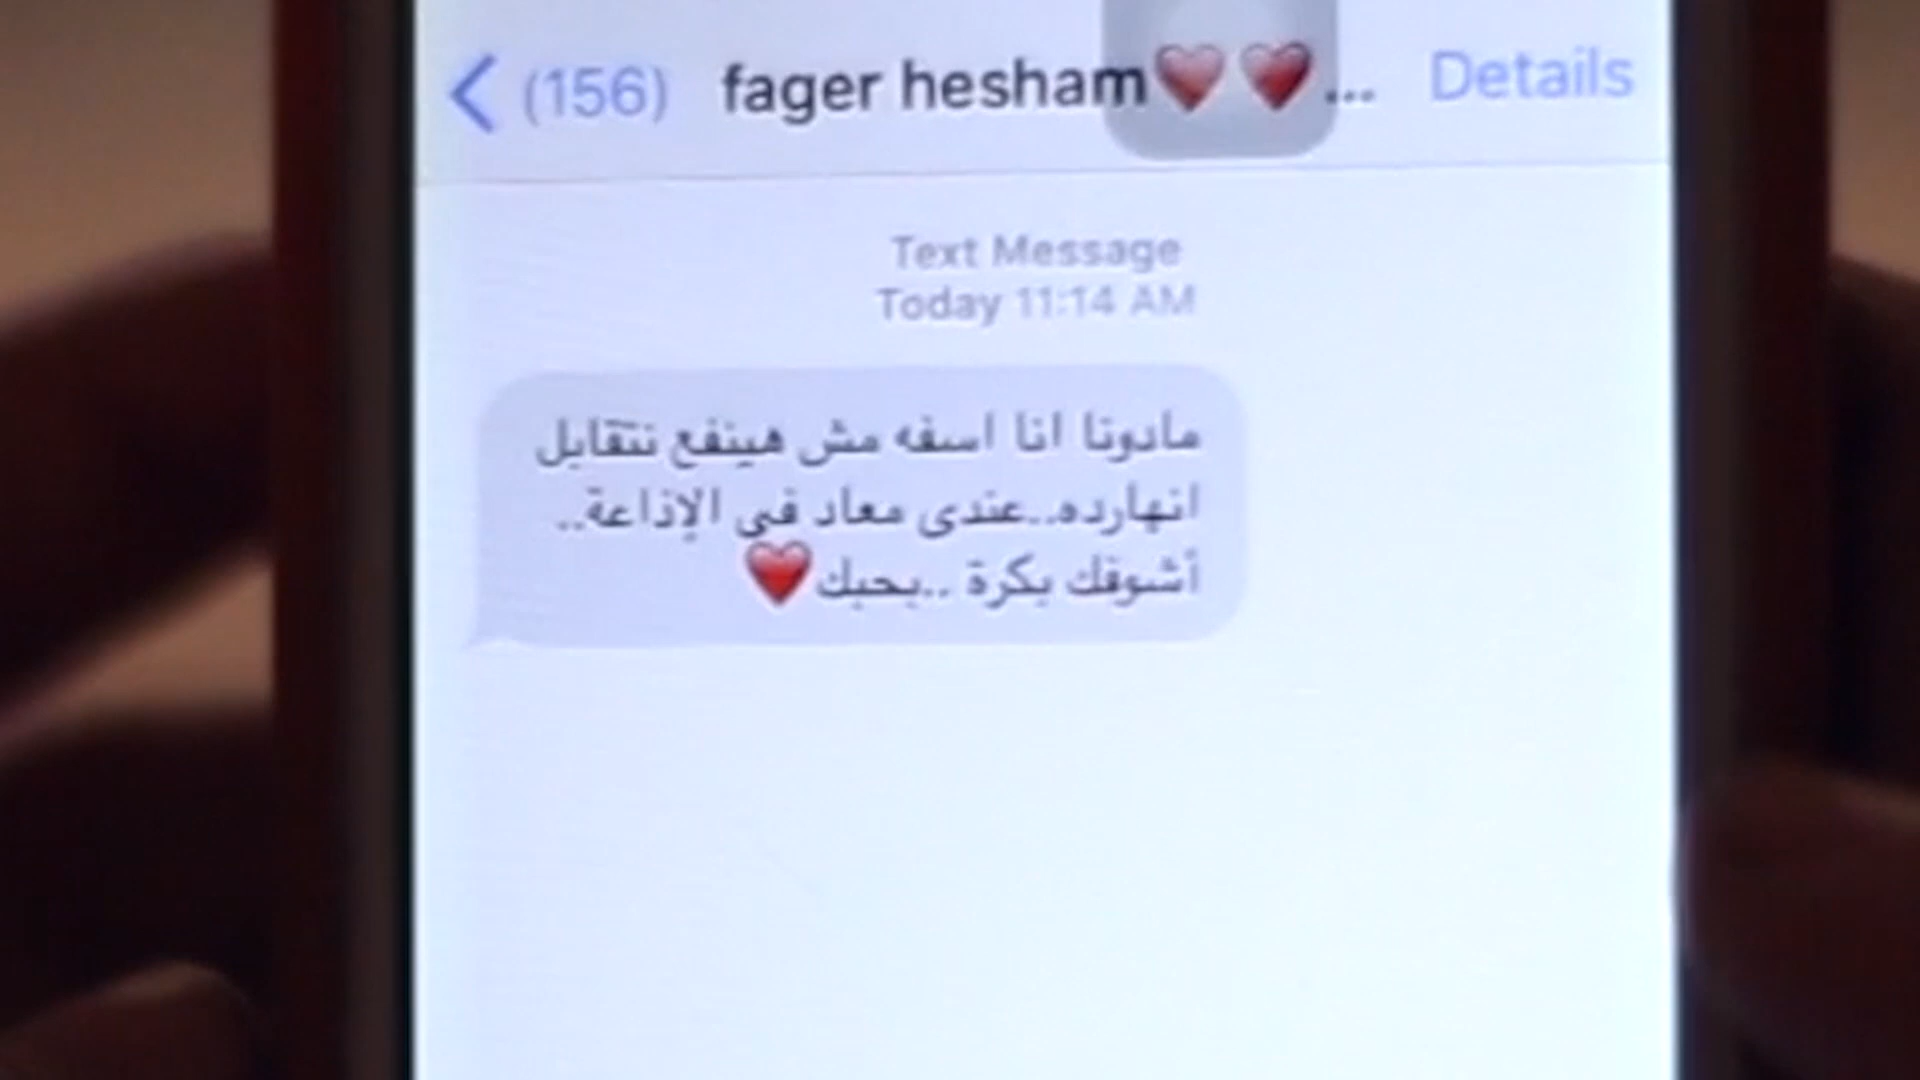 (156) fager hesham❤️❤️... Details
Text Message
Today 11:14 AM
مادونا انا اسفه مش هينفع نتقابل
انهارده..عندى معاد في الإذاعة..
أشوفك بكرة ..بحبك❤️